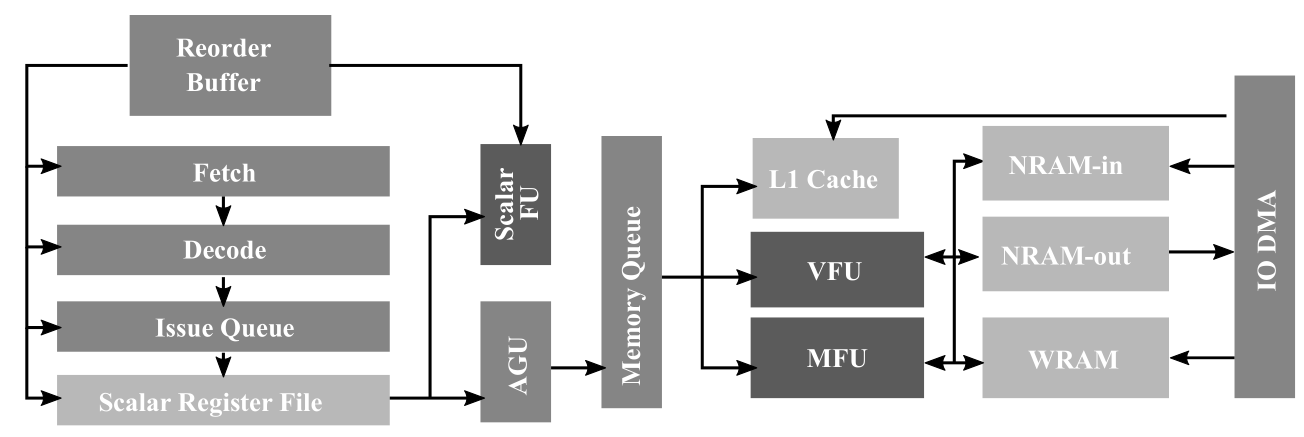 Reorder
Buffer
Fetch
Decode
Issue Queue
Scalar Register File
Scalar
FU
AGU
Memory Queue
L1 Cache
VFU
MFU
NRAM-in
NRAM-out
WRAM
IO DMA